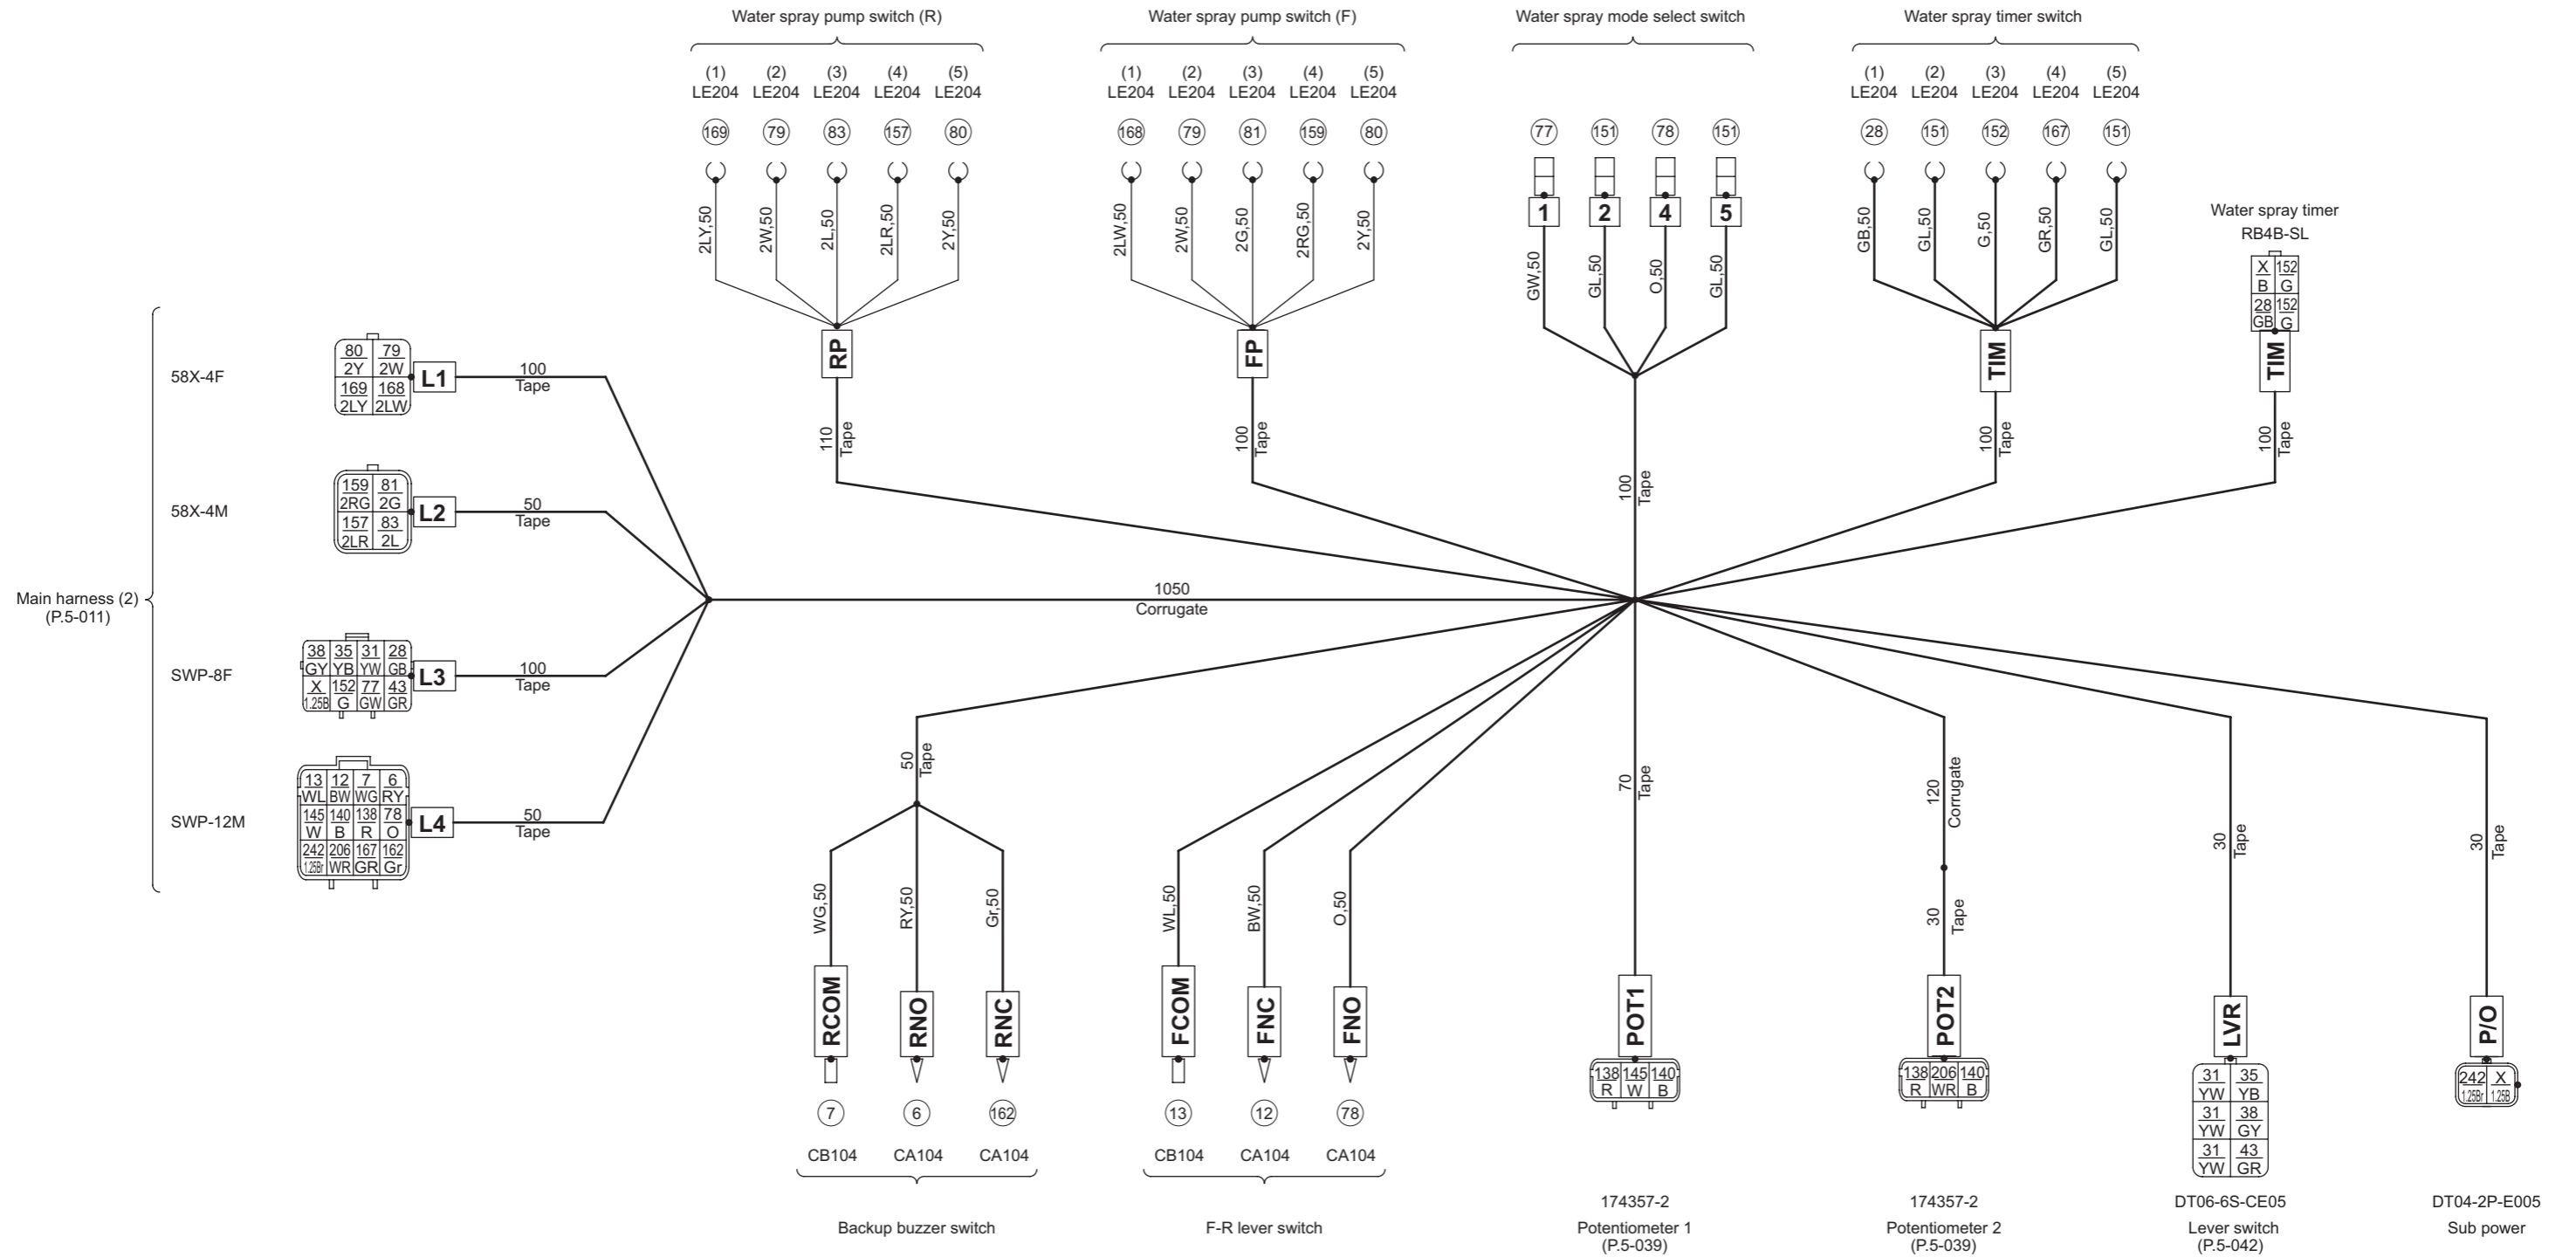 Water spray pump switch (R)
(1) (2) (3) (4) (5)
LE204 LE204 LE204 LE204 LE204
169 79 83 157 80
2LY,50 2W,50 2L,50 2LR,50 2Y,50
RP
110
Tape
Water spray pump switch (F)
(1) (2) (3) (4) (5)
LE204 LE204 LE204 LE204 LE204
168 79 81 159 80
2LW,50 2W,50 2G,50 2RG,50 2Y,50
FP
100
Tape
Water spray mode select switch
77 151 78 151
1 2 4 5
GW,50 GL,50 O,50 GL,50
100
Tape
Water spray timer switch
(1) (2) (3) (4) (5)
LE204 LE204 LE204 LE204 LE204
28 151 152 167 151
GB,50 GL,50 G,50 GR,50 GL,50
TIM
100
Tape
Water spray timer
RB4B-SL
X 152
B G
28 152
GB G
TIM
100
Tape
Main harness (2)
(P.5-011)
58X-4F
80 79
2Y 2W
169 168
2LY 2LW
L1
100
Tape
58X-4M
159 81
2RG 2G
157 83
2LR 2L
L2
50
Tape
SWP-8F
38 35 31 28
GY YB YW GB
X 152 77 43
1.25B G GW GR
L3
100
Tape
SWP-12M
13 12 7 6
WL BW WG RY
145 140 138 78
W B R O
242 206 167 162
1.25Br WR GR Gr
L4
50
Tape
1050
Corrugate
50
Tape
WG,50 RY,50 Gr,50
RCOM RNO RNC
7 6 162
CB104 CA104 CA104
Backup buzzer switch
WL,50 BW,50 O,50
FCOM FNC FNO
13 12 78
CB104 CA104 CA104
F-R lever switch
70
Tape
POT1
138 145 140
R W B
174357-2
Potentiometer 1
(P.5-039)
120
Corrugate
30
Tape
POT2
138 206 140
R WR B
174357-2
Potentiometer 2
(P.5-039)
30
Tape
LVR
31 35
YW YB
31 38
YW GY
31 43
YW GR
DT06-6S-CE05
Lever switch
(P.5-042)
30
Tape
P/O
242 X
1.25Br 1.25B
DT04-2P-E005
Sub power